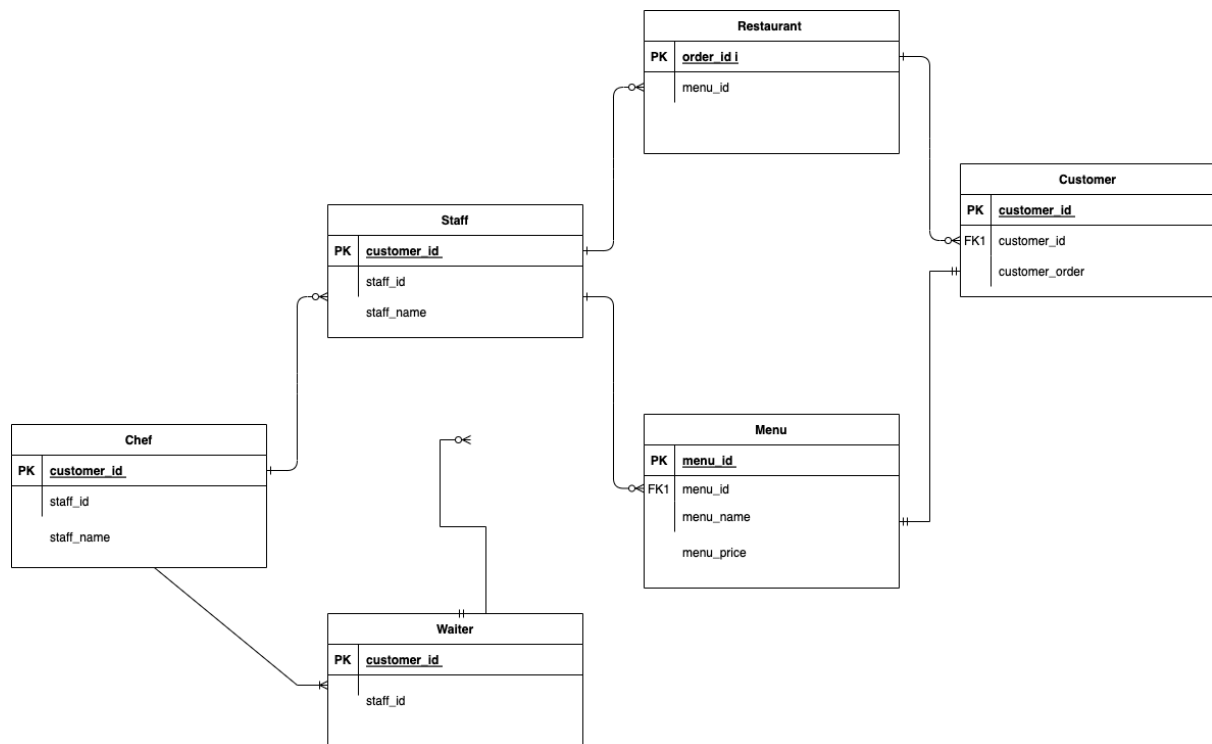 Restaurant
PK order_id i
menu_id
Customer
PK customer_id
FK1 customer_id
customer_order
Staff
PK customer_id
staff_id
staff_name
Chef
PK customer_id
staff_id
staff_name
Menu
PK menu_id
FK1 menu_id
menu_name
menu_price
Waiter
PK customer_id
staff_id